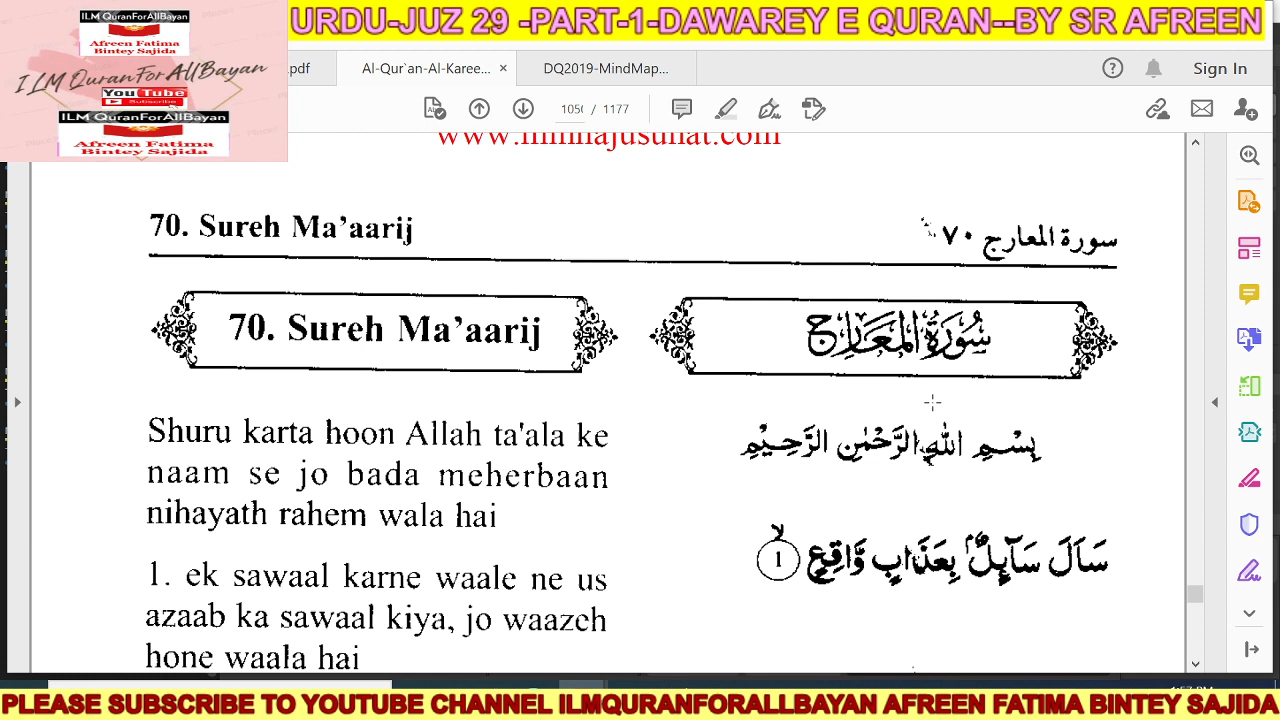 ILM QuranForAllBayan
Afreen Fatima
Bintey Sajida
ILM QuranForAllBayan
YouTube
Subscribe
ILM QuranForAllBayan
Afreen Fatima
Bintey Sajida
URDU-JUZ 29 -PART-1-DAWAREY E QURAN--BY SR AFREEN
.pdf
Al-Qur`an-Al-Karee... ×
DQ2019-MindMap...
Sign In
1050 / 1177
70. Sureh Ma’aarij
سورة المعارج ٧٠
70. Sureh Ma’aarij
سُورَةُ المَعَارِج
Shuru karta hoon Allah ta'ala ke
naam se jo bada meherbaan
nihayath rahem wala hai
بِسْمِ اللهِ الرَّحْمٰنِ الرَّحِيْمِ
1. ek sawaal karne waale ne us
azaab ka sawaal kiya, jo waazeh
hone waala hai
سَاَلَ سَآىِٕلٌۢ بِعَذَابٍ وَّاقِعٍ ۙ 1
PLEASE SUBSCRIBE TO YOUTUBE CHANNEL ILMQURANFORALLBAYAN AFREEN FATIMA BINTEY SAJIDA